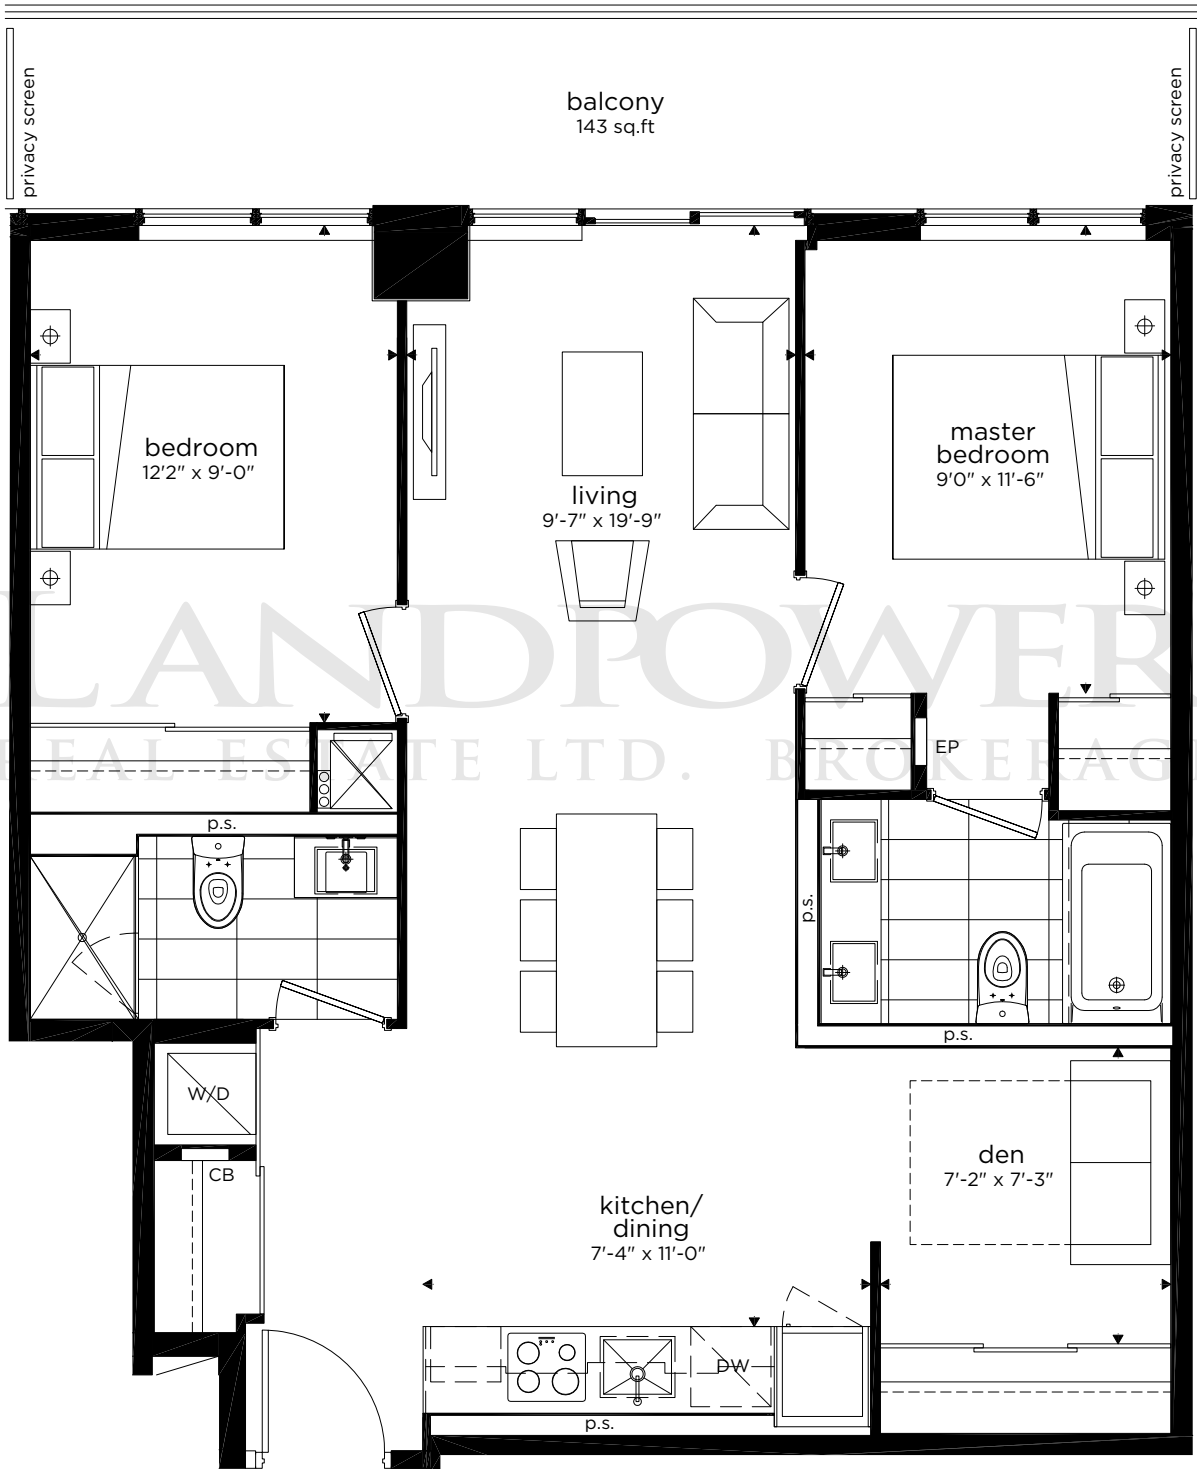 privacy screen
balcony
143 sq.ft
privacy screen
bedroom
12'2" x 9'-0"
living
9'-7" x 19'-9"
master
bedroom
9'0" x 11'-6"
LANDPOWER
REAL ESTATE LTD. BROKERAGE
EP
p.s.
p.s.
p.s.
W/D
CB
den
7'-2" x 7'-3"
kitchen/
dining
7'-4" x 11'-0"
DW
p.s.